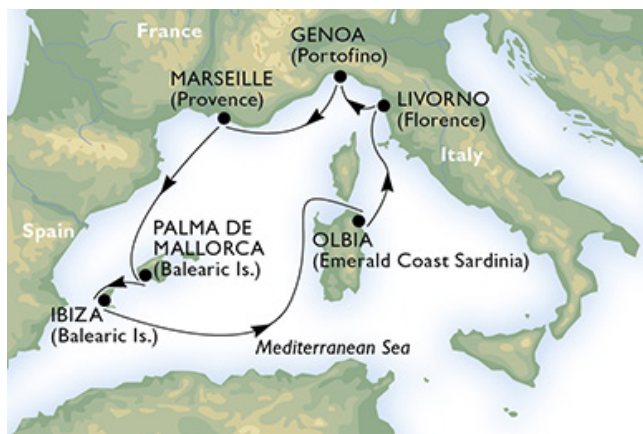 France
GENOA
(Portofino)
MARSEILLE
(Provence)
LIVORNO
(Florence)
Italy
Spain
PALMA DE
MALLORCA
(Balearic Is.)
OLBIA
(Emerald Coast Sardinia)
IBIZA
(Balearic Is.)
Mediterranean Sea